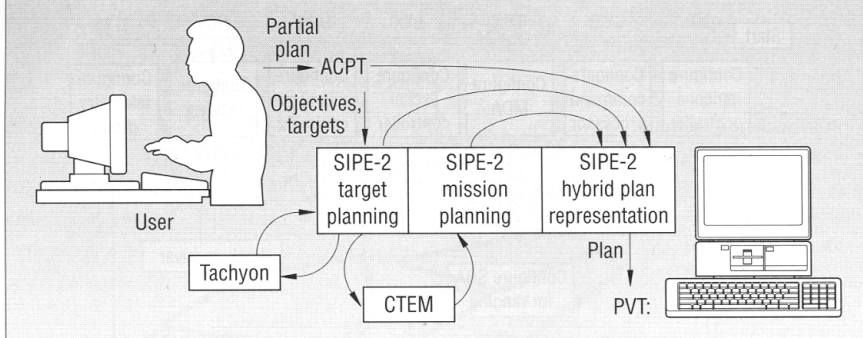 Partial
plan
ACPT
Objectives,
targets
SIPE-2
target
planning
SIPE-2
mission
planning
SIPE-2
hybrid plan
representation
User
Tachyon
CTEM
Plan
PVT: